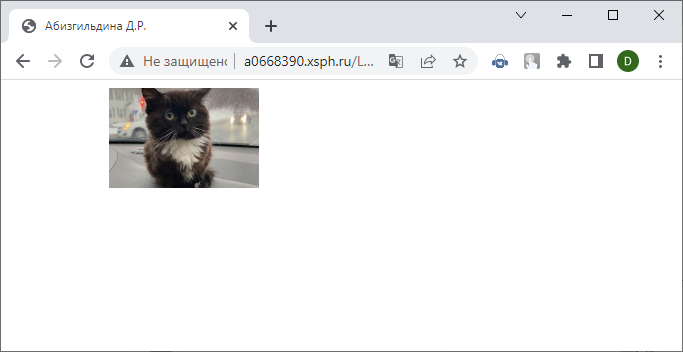 Абизгильдина Д.Р.
Не защищено a0668390.xsph.ru/L...
D